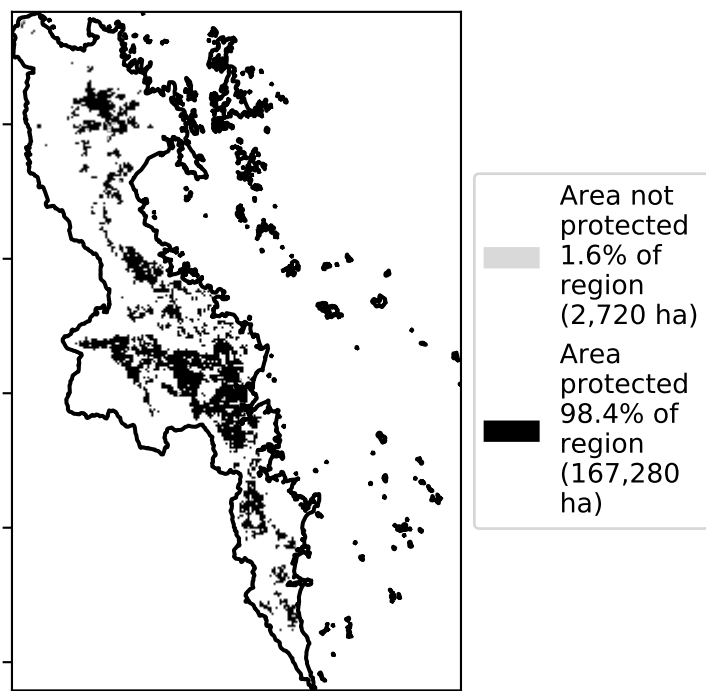 Area not
protected
1.6% of
region
(2,720 ha)
Area
protected
98.4% of
region
(167,280
ha)